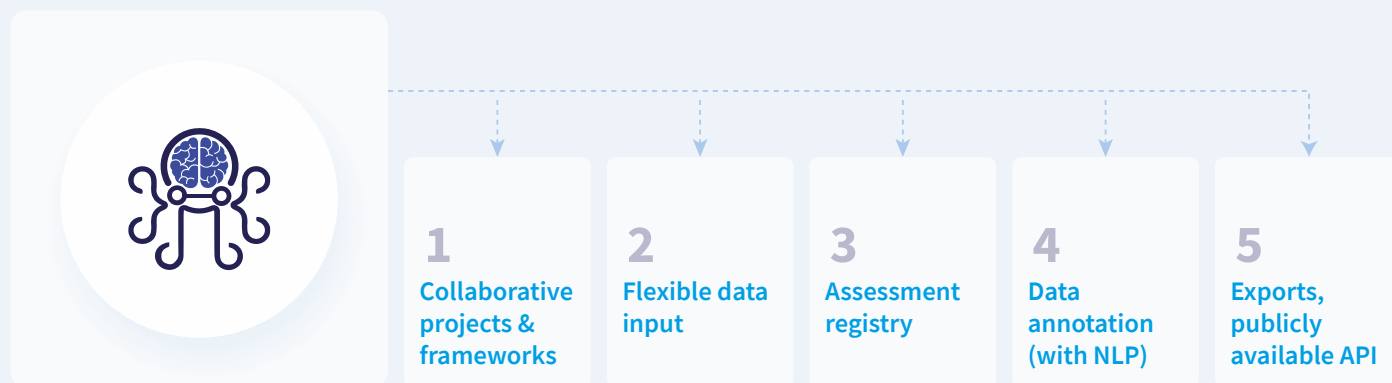 1
Collaborative
projects &
frameworks
2
Flexible data
input
3
Assessment
registry
4
Data
annotation
(with NLP)
5
Exports,
publicly
available API